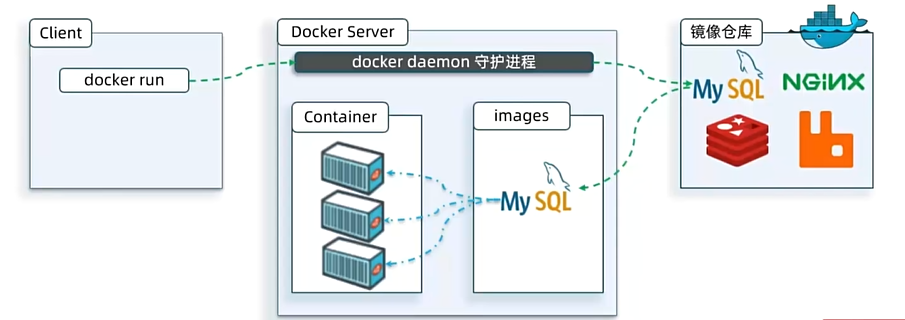 Client
docker run
Docker Server
docker daemon 守护进程
Container
images
MySQL
镜像仓库
MySQL
NGINX